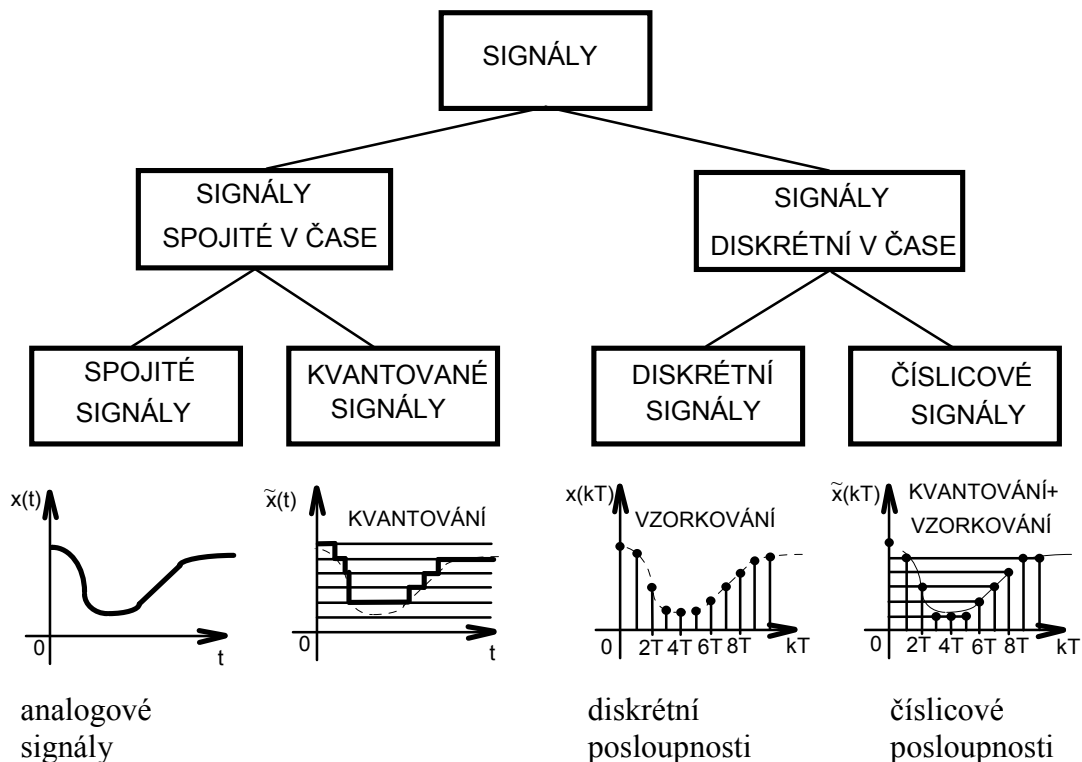 SIGNÁLY
SIGNÁLY
SPOJITÉ V ČASE
SIGNÁLY
DISKRÉTNÍ V ČASE
SPOJITÉ
SIGNÁLY
KVANTOVANÉ
SIGNÁLY
DISKRÉTNÍ
SIGNÁLY
ČÍSLICOVÉ
SIGNÁLY
x(t)
0
t
x̃(t)
KVANTOVÁNÍ
0
t
x(kT)
VZORKOVÁNÍ
0 2T 4T 6T 8T kT
x̃(kT)
KVANTOVÁNÍ+
VZORKOVÁNÍ
0 2T 4T 6T 8T kT
analogové
signály
diskrétní
posloupnosti
číslicové
posloupnosti